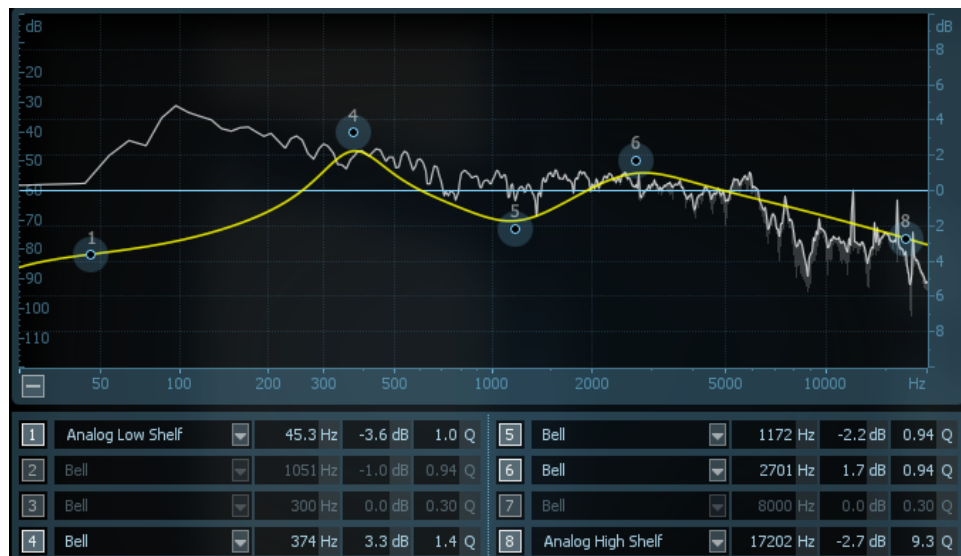 dB 4 dB
-8
-20 -6
-30
-40 4
-50 6 -2
-60 0
-70 5 2
-80 1 8 4
-90
-100 -6
-110 -8
50 100 200 300 500 1000 2000 5000 10000 Hz
1 Analog Low Shelf 45.3 Hz -3.6 dB 1.0 Q 5 Bell 1172 Hz -2.2 dB 0.94 Q
2 Bell 1051 Hz -1.0 dB 0.94 Q 6 Bell 2701 Hz 1.7 dB 0.94 Q
3 Bell 300 Hz 0.0 dB 0.30 Q 7 Bell 8000 Hz 0.0 dB 0.30 Q
4 Bell 374 Hz 3.3 dB 1.4 Q 8 Analog High Shelf 17202 Hz -2.7 dB 9.3 Q